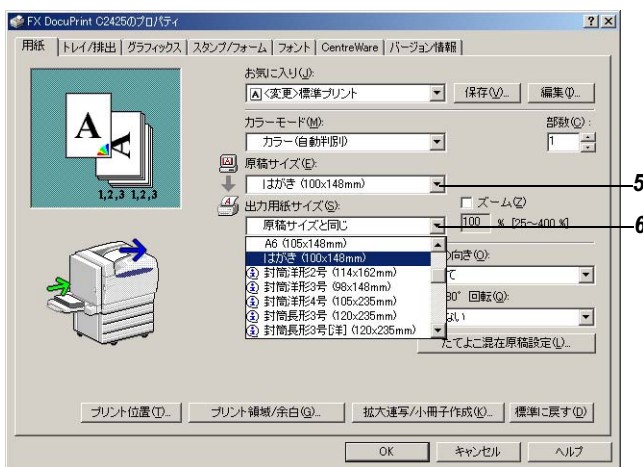 FX DocuPrint C2425のプロパティ
用紙 トレイ/排出 グラフィックス スタンプ/フォーム フォント CentreWare バージョン情報
お気に入り(J):
A <変更>標準プリント 保存(V)... 編集(I)...
カラーモード(M): 部数(C):
カラー(自動判別) 1
原稿サイズ(E):
はがき (100x148mm) 5
出力用紙サイズ(S): ズーム(Z)
原稿サイズと同じ 100 % [25~400 %] 6
A6 (105x148mm)
はがき (100x148mm) の向き(O):
封筒洋形2号 (114x162mm) て
封筒洋形3号 (98x148mm)
封筒洋形4号 (105x235mm) 80° 回転(Q):
封筒長形3号 (120x235mm) ない
封筒長形3号[洋] (120x235mm)
たてよこ混在原稿設定(L)...
A A
1,2,3 1,2,3
プリント位置(T)... プリント領域/余白(G)... 拡大連写/小冊子作成(K)... 標準に戻す(D)
OK キャンセル ヘルプ